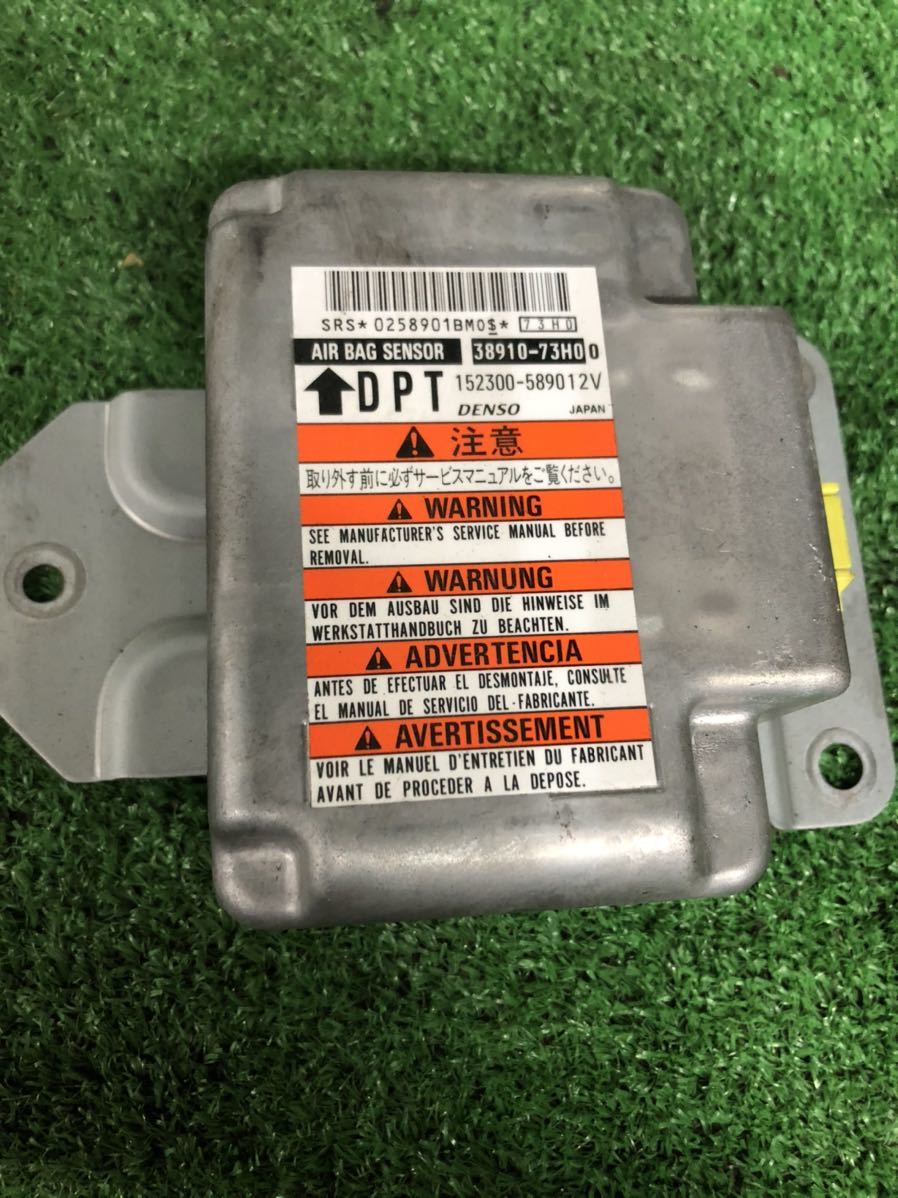 SRS*0258901BM0$* 73H0
AIR BAG SENSOR 38910-73H00
DPT 152300-589012V
DENSO JAPAN
注意
取り外す前に必ずサービスマニュアルをご覧ください。
WARNING
SEE MANUFACTURER'S SERVICE MANUAL BEFORE
REMOVAL.
WARNUNG
VOR DEM AUSBAU SIND DIE HINWEISE IM
WERKSTATTHANDBUCH ZU BEACHTEN.
ADVERTENCIA
ANTES DE EFECTUAR EL DESMONTAJE, CONSULTE
EL MANUAL DE SERVICIO DEL-FABRICANTE.
AVERTISSEMENT
VOIR LE MANUEL D'ENTRETIEN DU FABRICANT
AVANT DE PROCEDER A LA DEPOSE.